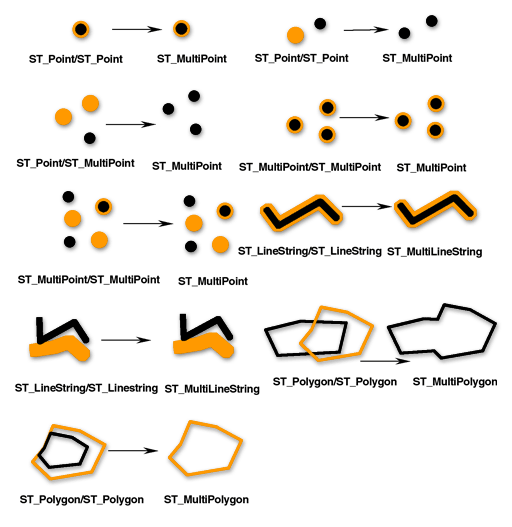 ST_Point/ST_Point ST_MultiPoint ST_Point/ST_Point ST_MultiPoint
ST_Point/ST_MultiPoint ST_MultiPoint ST_MultiPoint/ST_MultiPoint ST_MultiPoint
ST_LineString/ST_LineString ST_MultiLineString
ST_MultiPoint/ST_MultiPoint ST_MultiPoint
ST_LineString/ST_Linestring ST_MultiLineString ST_Polygon/ST_Polygon ST_MultiPolygon
ST_Polygon/ST_Polygon ST_MultiPolygon